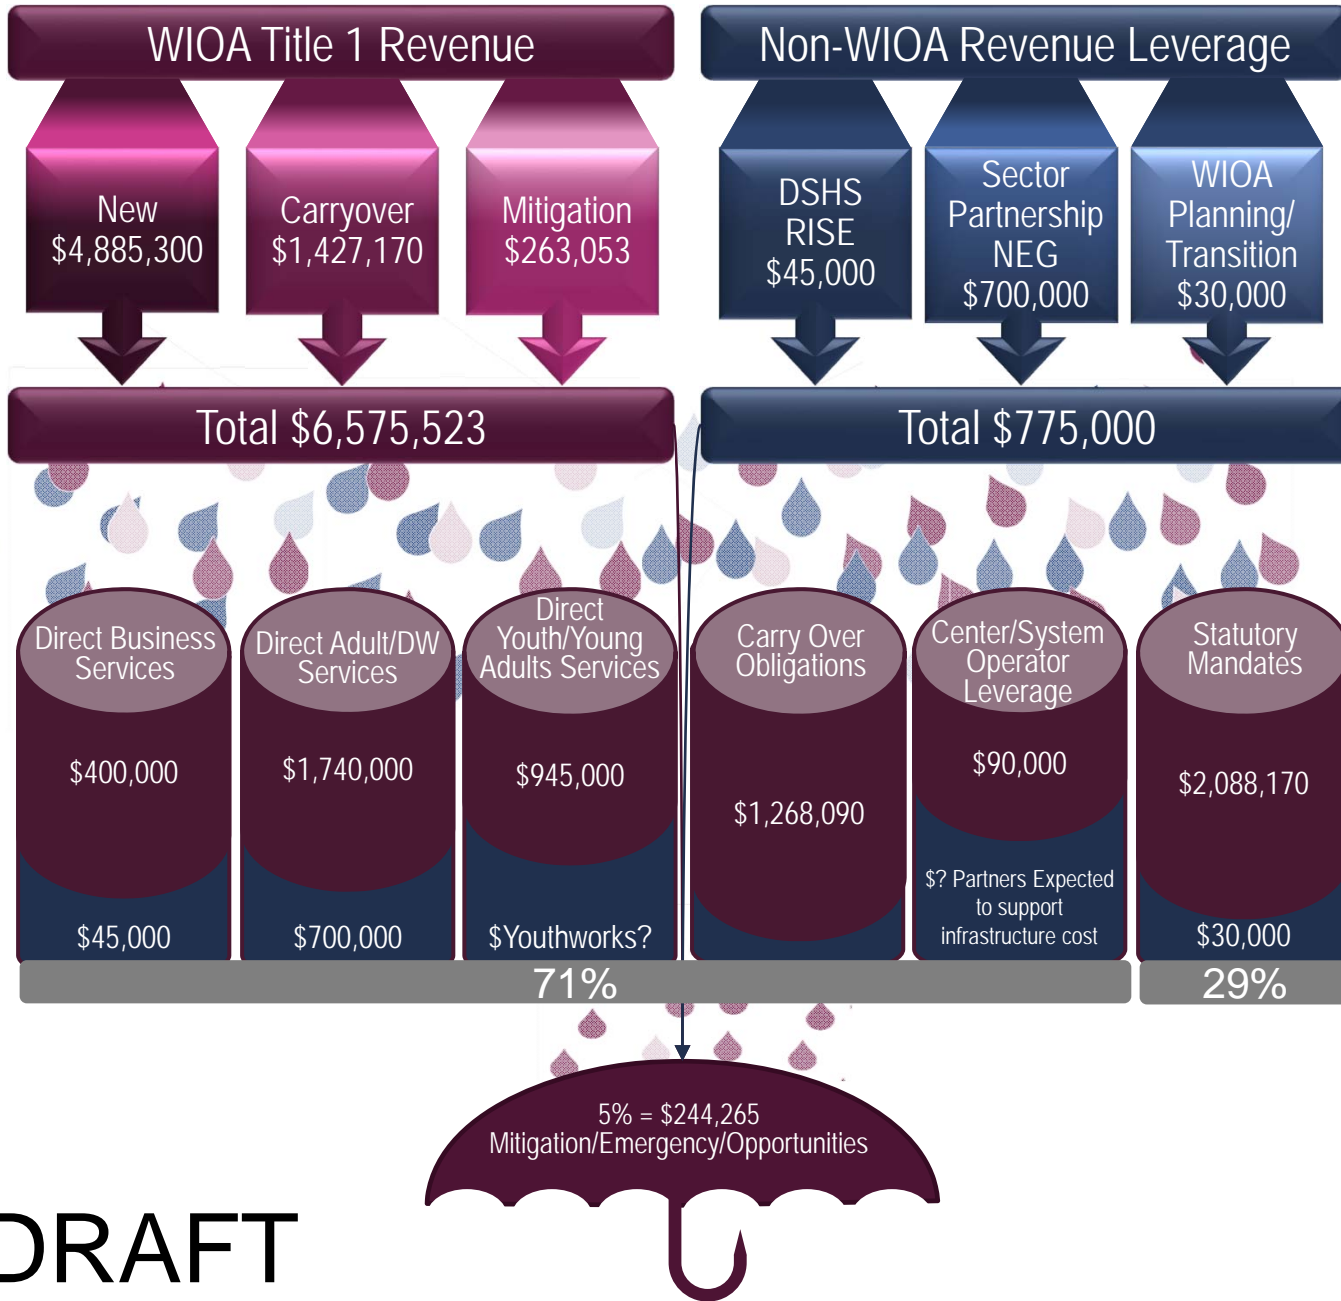 WIOA Title 1 Revenue
Non-WIOA Revenue Leverage
New
$4,885,300
Carryover
$1,427,170
Mitigation
$263,053
DSHS
RISE
$45,000
Sector
Partnership
NEG
$700,000
WIOA
Planning/
Transition
$30,000
Total $6,575,523
Total $775,000
Direct Business
Services
$400,000
$45,000
Direct Adult/DW
Services
$1,740,000
$700,000
Direct
Youth/Young
Adults Services
$945,000
$Youthworks?
Carry Over
Obligations
$1,268,090
Center/System
Operator
Leverage
$90,000
$? Partners Expected
to support
infrastructure cost
Statutory
Mandates
$2,088,170
$30,000
71%
29%
5% = $244,265
Mitigation/Emergency/Opportunities
DRAFT